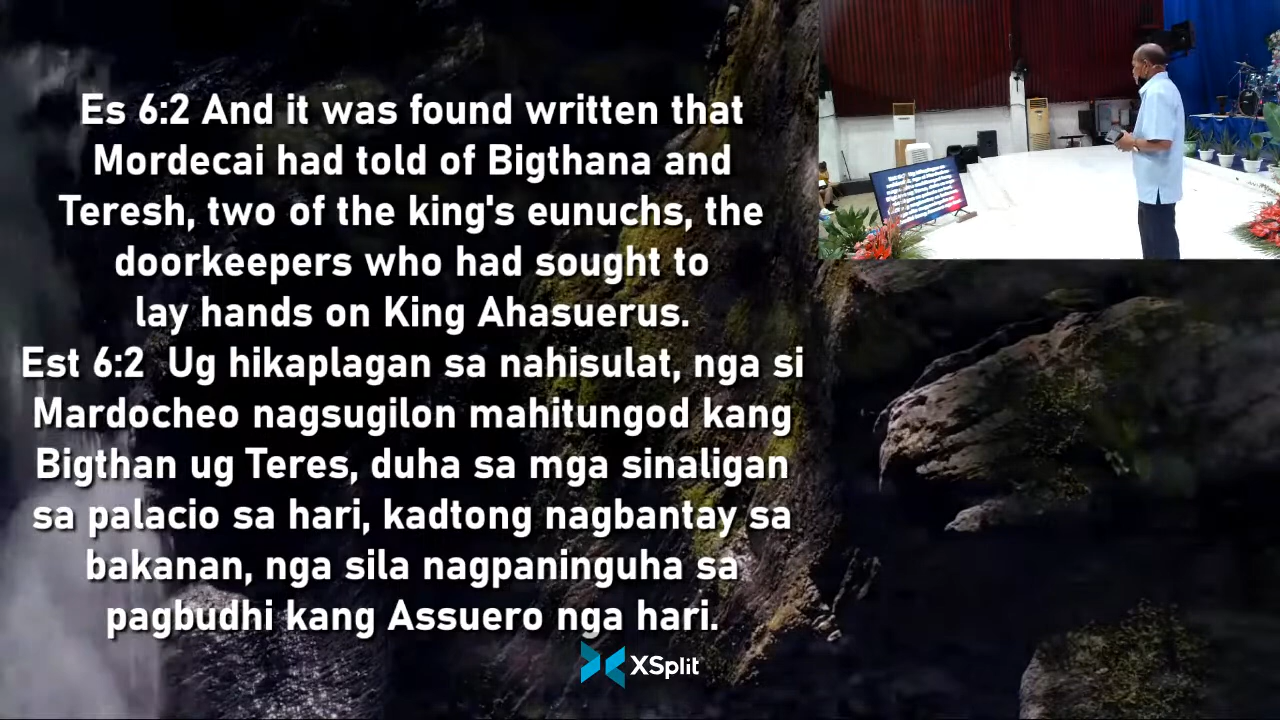 Es 6:2 And it was found written that
Mordecai had told of Bigthana and
Teresh, two of the king's eunuchs, the
doorkeepers who had sought to
lay hands on King Ahasuerus.
Est 6:2  Ug hikaplagan sa nahisulat, nga si
Mardocheo nagsugilon mahitungod kang
Bigthan ug Teres, duha sa mga sinaligan
sa palacio sa hari, kadtong nagbantay sa
bakanan, nga sila nagpaninguha sa
pagbudhi kang Assuero nga hari.
XSplit